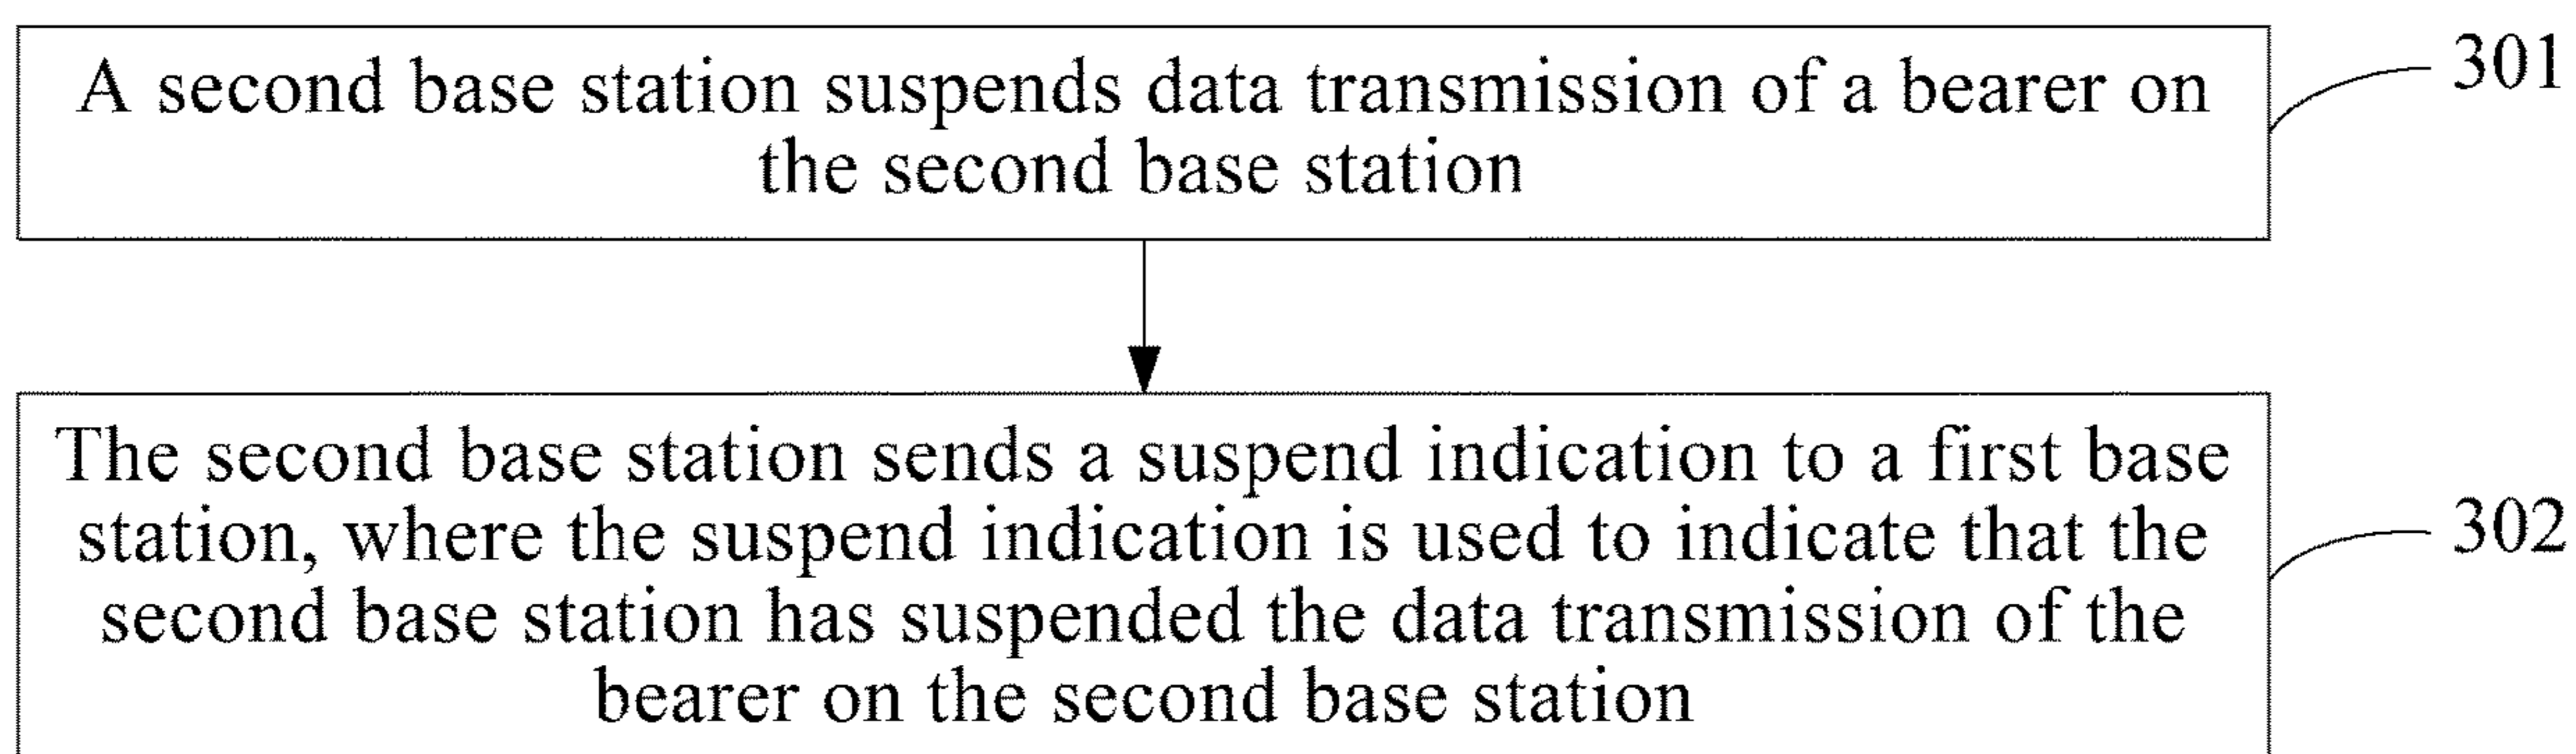 A second base station suspends data transmission of a bearer on
the second base station
301
The second base station sends a suspend indication to a first base
station, where the suspend indication is used to indicate that the
second base station has suspended the data transmission of the
bearer on the second base station
302